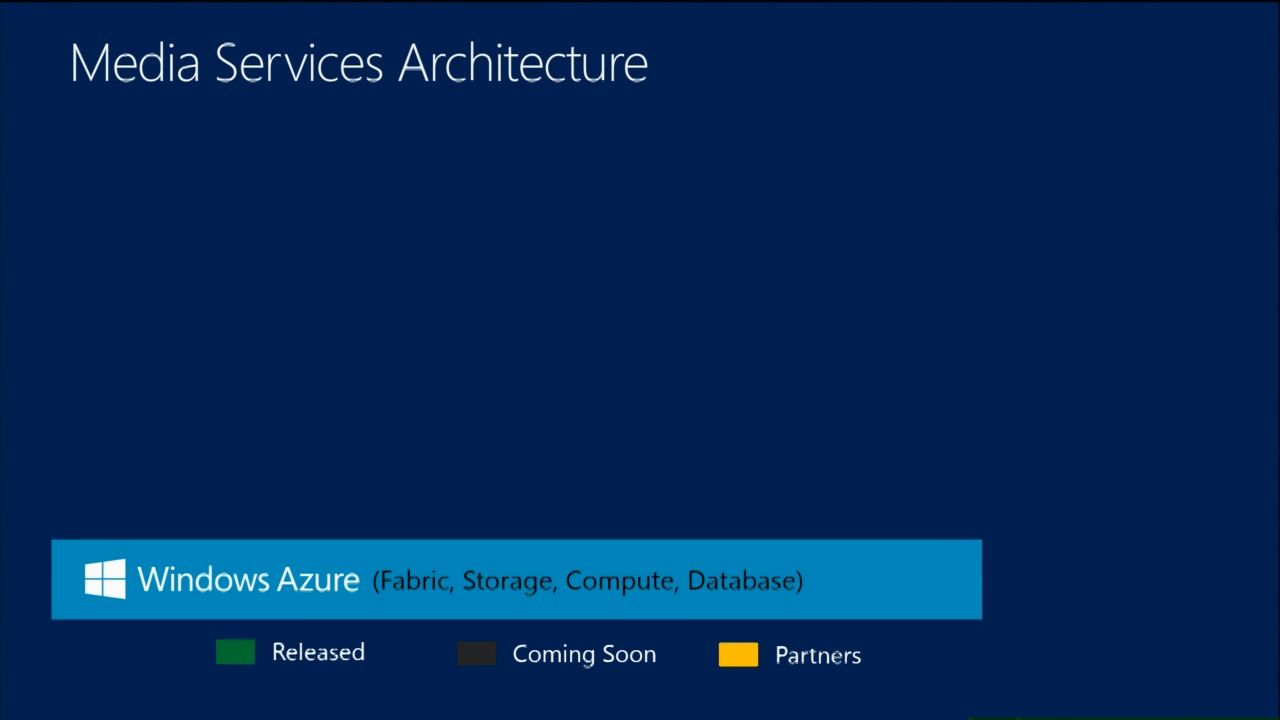 Media Services Architecture
Windows Azure (Fabric, Storage, Compute, Database)
Released
Coming Soon
Partners